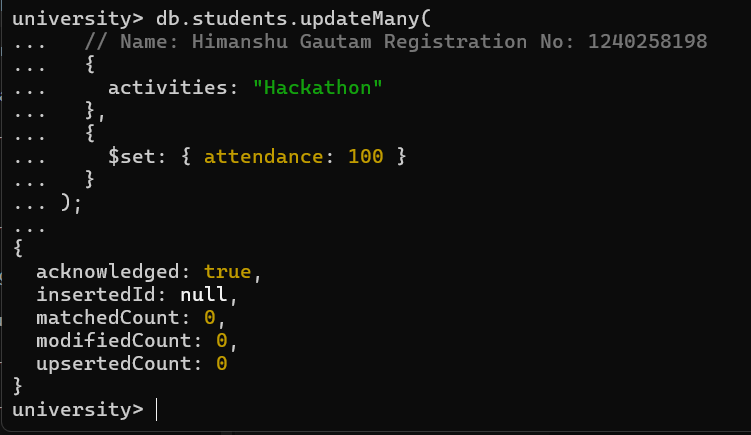 university> db.students.updateMany(
...   // Name: Himanshu Gautam Registration No: 1240258198
...   {
...     activities: "Hackathon"
...   },
...   {
...     $set: { attendance: 100 }
...   }
... );
...
{
  acknowledged: true,
  insertedId: null,
  matchedCount: 0,
  modifiedCount: 0,
  upsertedCount: 0
}
university>